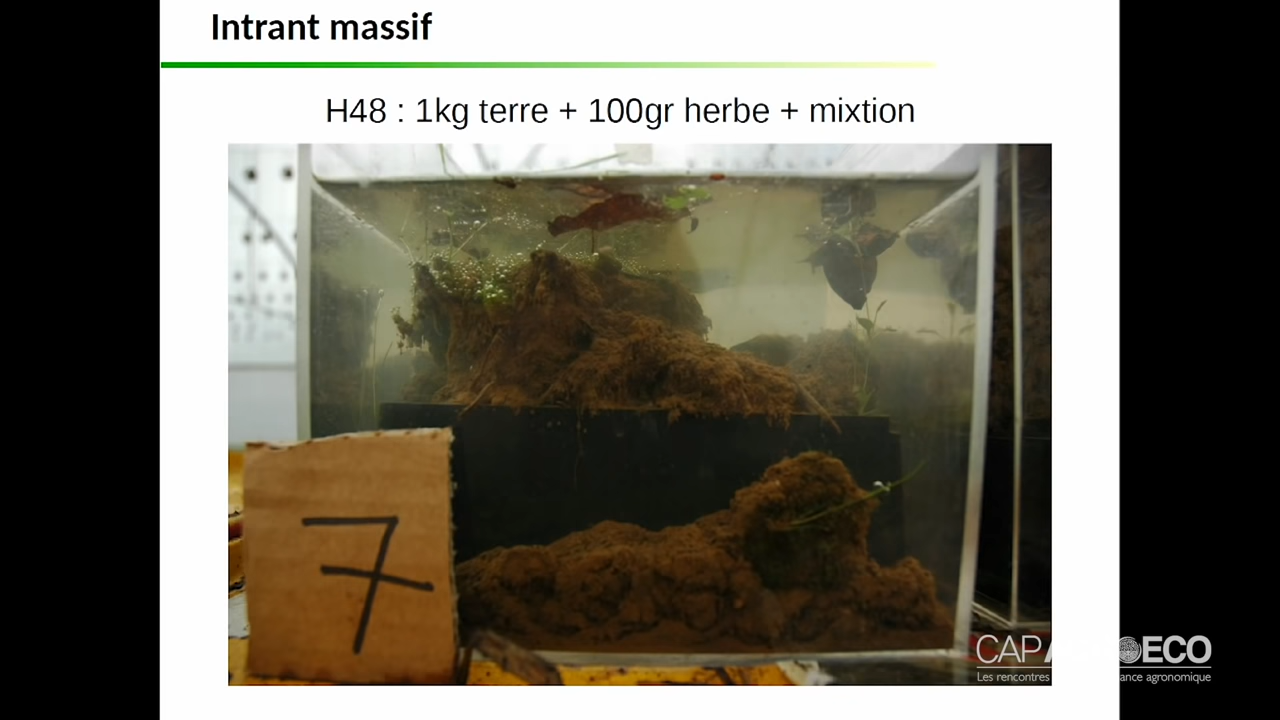 Intrant massif
H48 : 1kg terre + 100gr herbe + mixtion
7
CAP ECO
Les rencontres ance agronomique